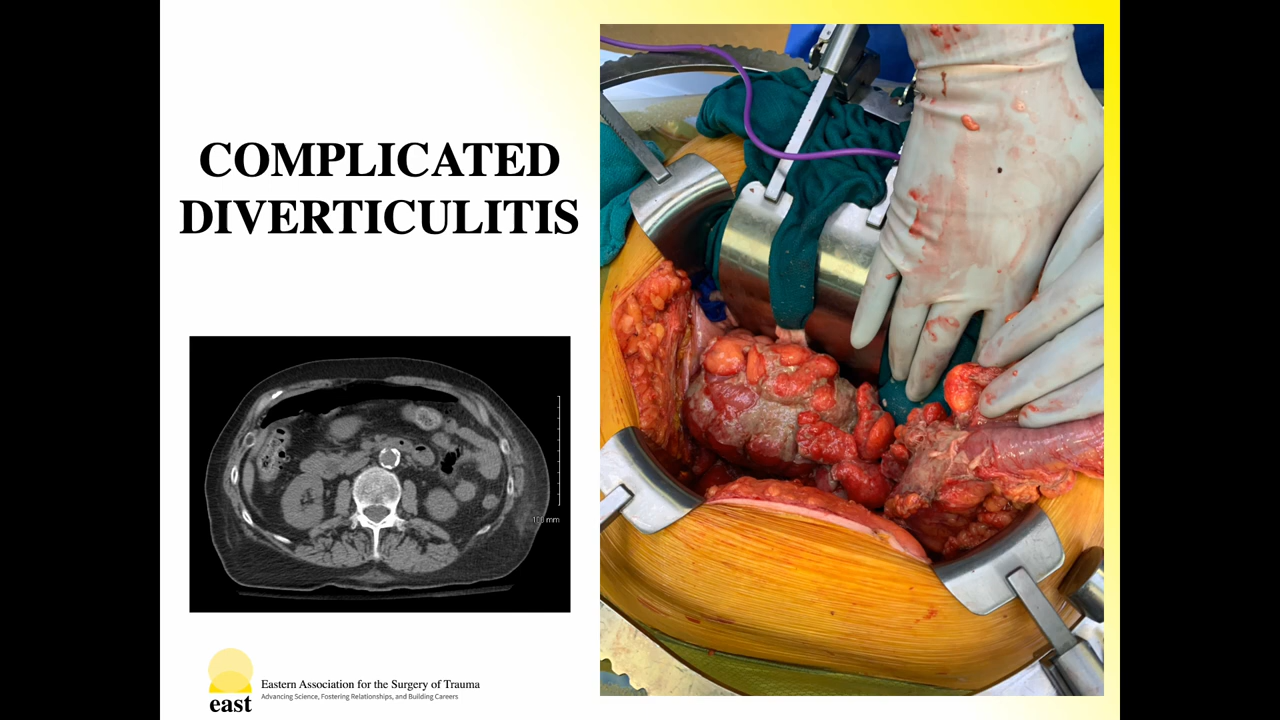 COMPLICATED
DIVERTICULITIS
100 mm
Eastern Association for the Surgery of Trauma
Advancing Science, Fostering Relationships, and Building Careers
east